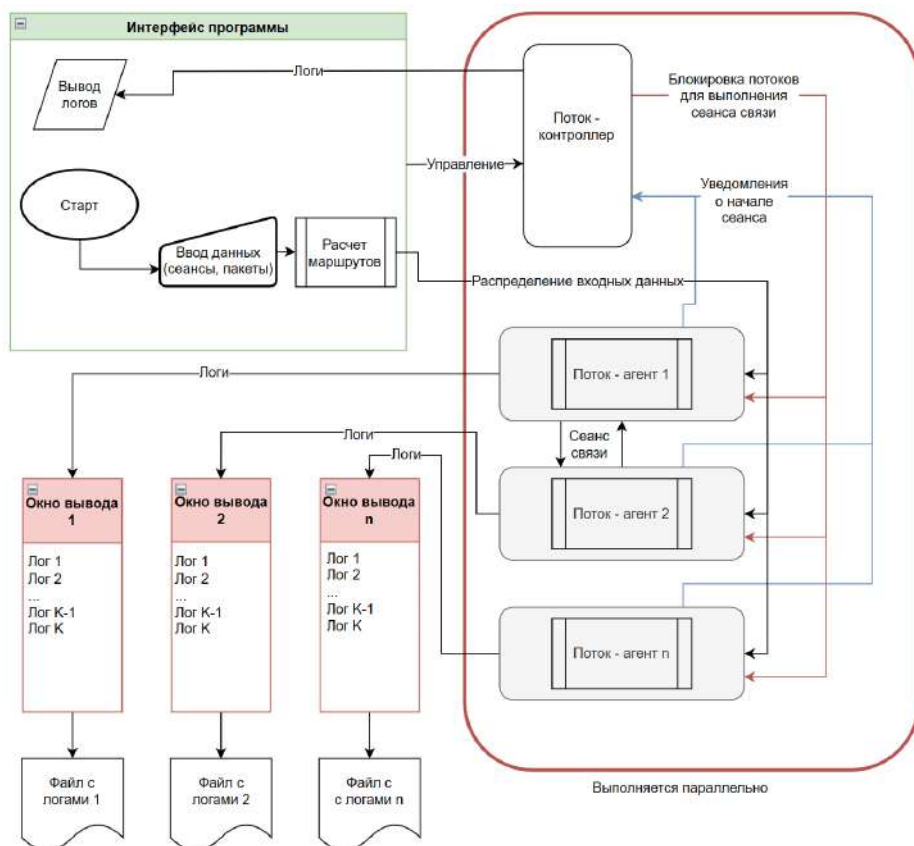 Интерфейс программы
Вывод
логов
Логи
Поток -
контроллер
Блокировка потоков
для выполнения
сеанса связи
Управление
Уведомления
о начале
сеанса
Старт
Ввод данных
(сеансы, пакеты)
Расчет
маршрутов
Распределение входных данных
Поток - агент 1
Логи
Сеанс
связи
Логи
Логи
Поток - агент 2
Поток - агент n
Окно вывода
1
Лог 1
Лог 2
...
Лог K-1
Лог K
Окно вывода
2
Лог 1
Лог 2
...
Лог K-1
Лог K
Окно вывода
n
Лог 1
Лог 2
...
Лог K-1
Лог K
Файл с
логами 1
Файл с
логами 2
Файл с
с логами n
Выполняется параллельно